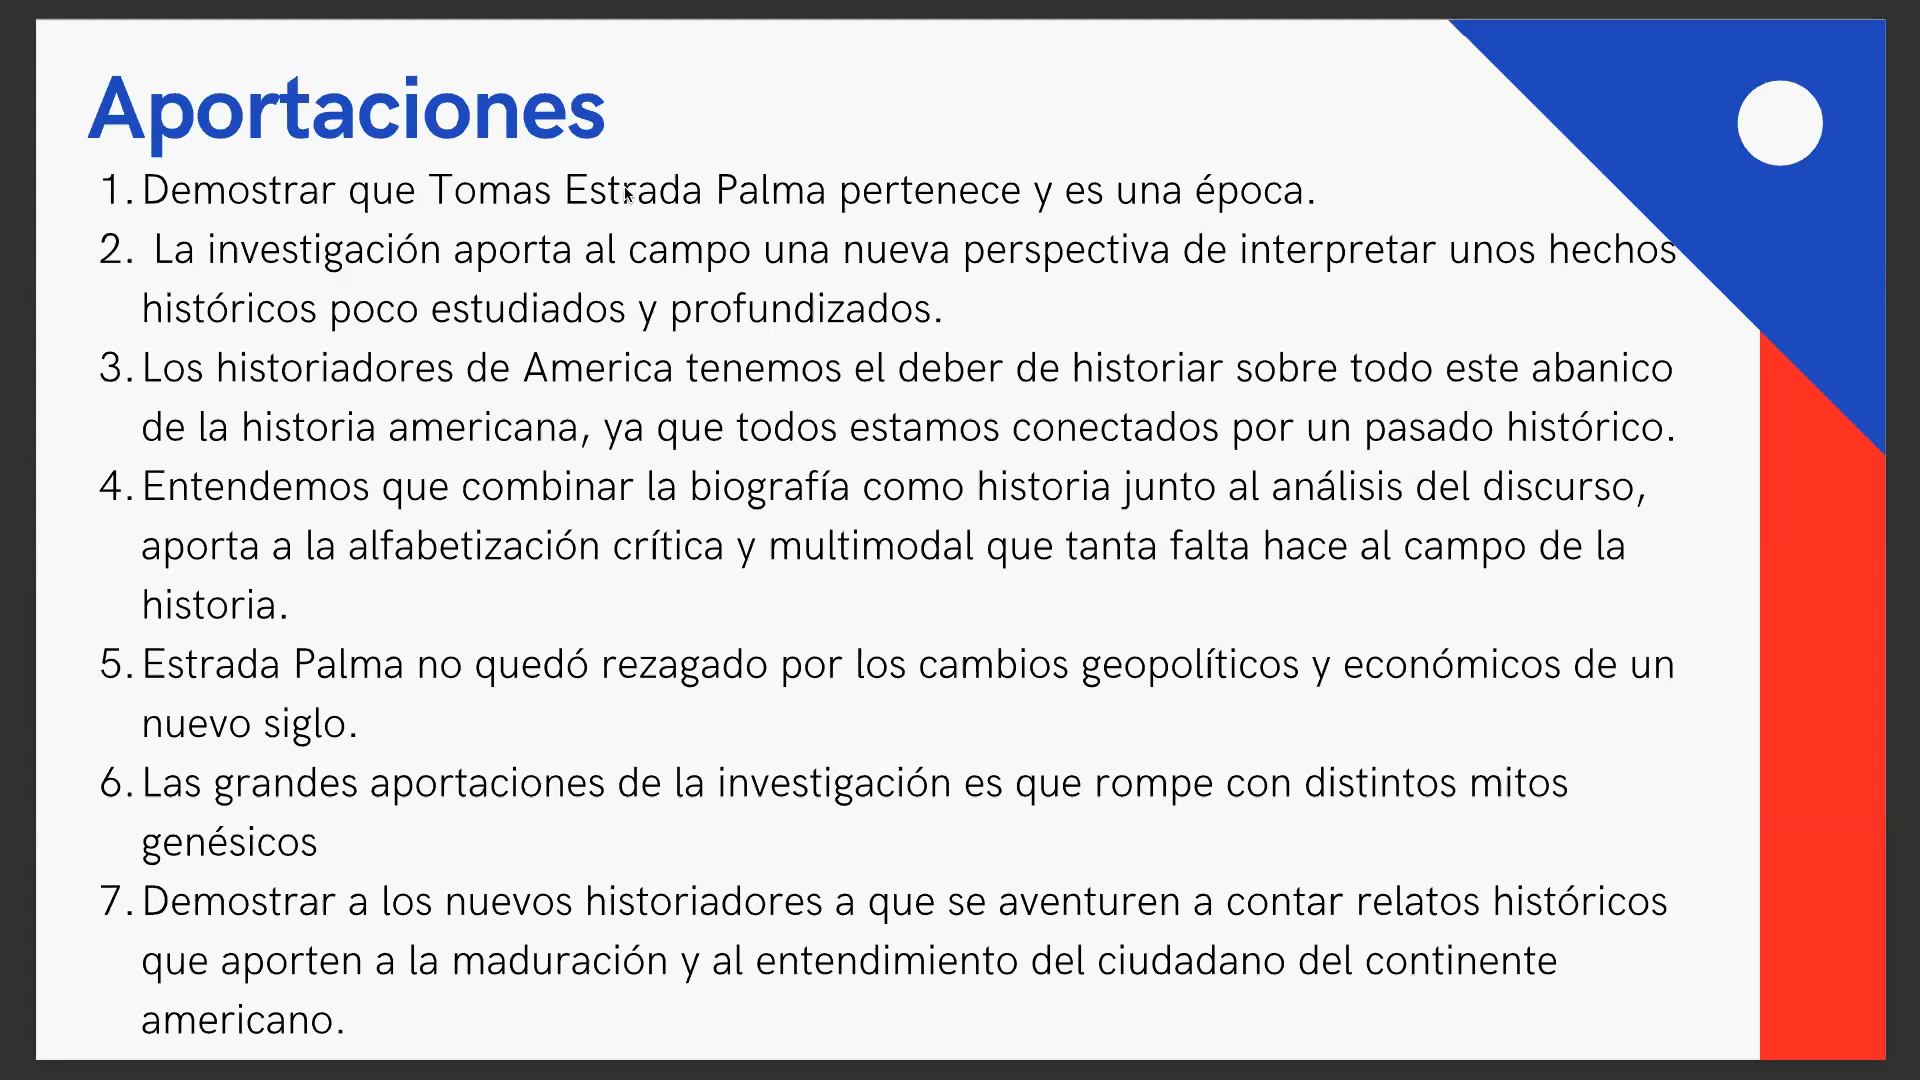 Aportaciones
1. Demostrar que Tomas Estrada Palma pertenece y es una época.
2. La investigación aporta al campo una nueva perspectiva de interpretar unos hechos
históricos poco estudiados y profundizados.
3. Los historiadores de America tenemos el deber de historiar sobre todo este abanico
de la historia americana, ya que todos estamos conectados por un pasado histórico.
4. Entendemos que combinar la biografía como historia junto al análisis del discurso,
aporta a la alfabetización crítica y multimodal que tanta falta hace al campo de la
historia.
5. Estrada Palma no quedó rezagado por los cambios geopolíticos y económicos de un
nuevo siglo.
6. Las grandes aportaciones de la investigación es que rompe con distintos mitos
genésicos
7. Demostrar a los nuevos historiadores a que se aventuren a contar relatos históricos
que aporten a la maduración y al entendimiento del ciudadano del continente
americano.